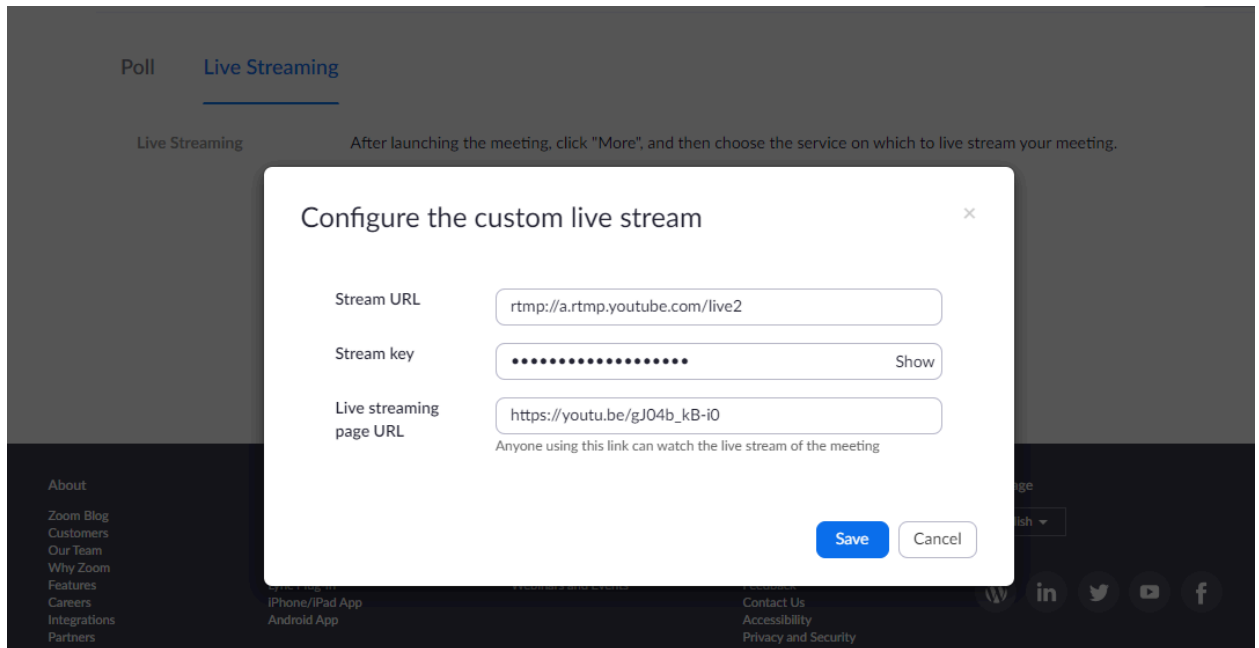 Poll Live Streaming
Live Streaming After launching the meeting, click "More", and then choose the service on which to live stream your meeting.
Configure the custom live stream ×
Stream URL rtmp://a.rtmp.youtube.com/live2
Stream key ••••••••••••••••••• Show
Live streaming
page URL https://youtu.be/gJ04b_kB-i0
Anyone using this link can watch the live stream of the meeting
Save Cancel
About
Zoom Blog
Customers
Our Team
Why Zoom
Features
Careers
Integrations
Partners
iPhone/iPad App
Android App
Contact Us
Accessibility
Privacy and Security